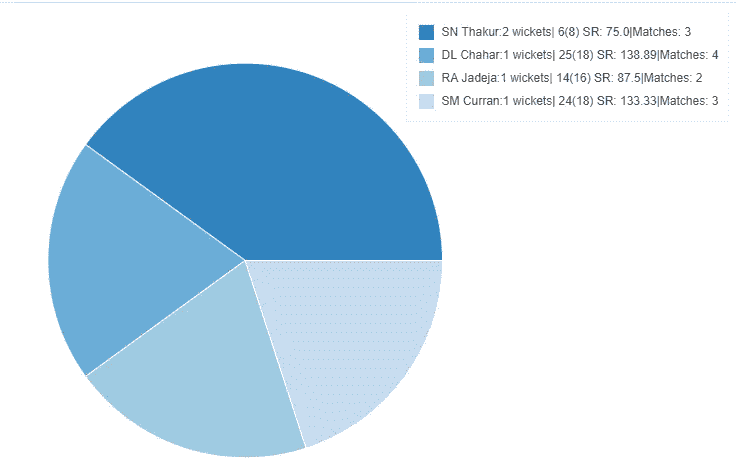 SN Thakur:2 wickets| 6(8) SR: 75.0|Matches: 3
DL Chahar:1 wickets| 25(18) SR: 138.89|Matches: 4
RA Jadeja:1 wickets| 14(16) SR: 87.5|Matches: 2
SM Curran:1 wickets| 24(18) SR: 133.33|Matches: 3